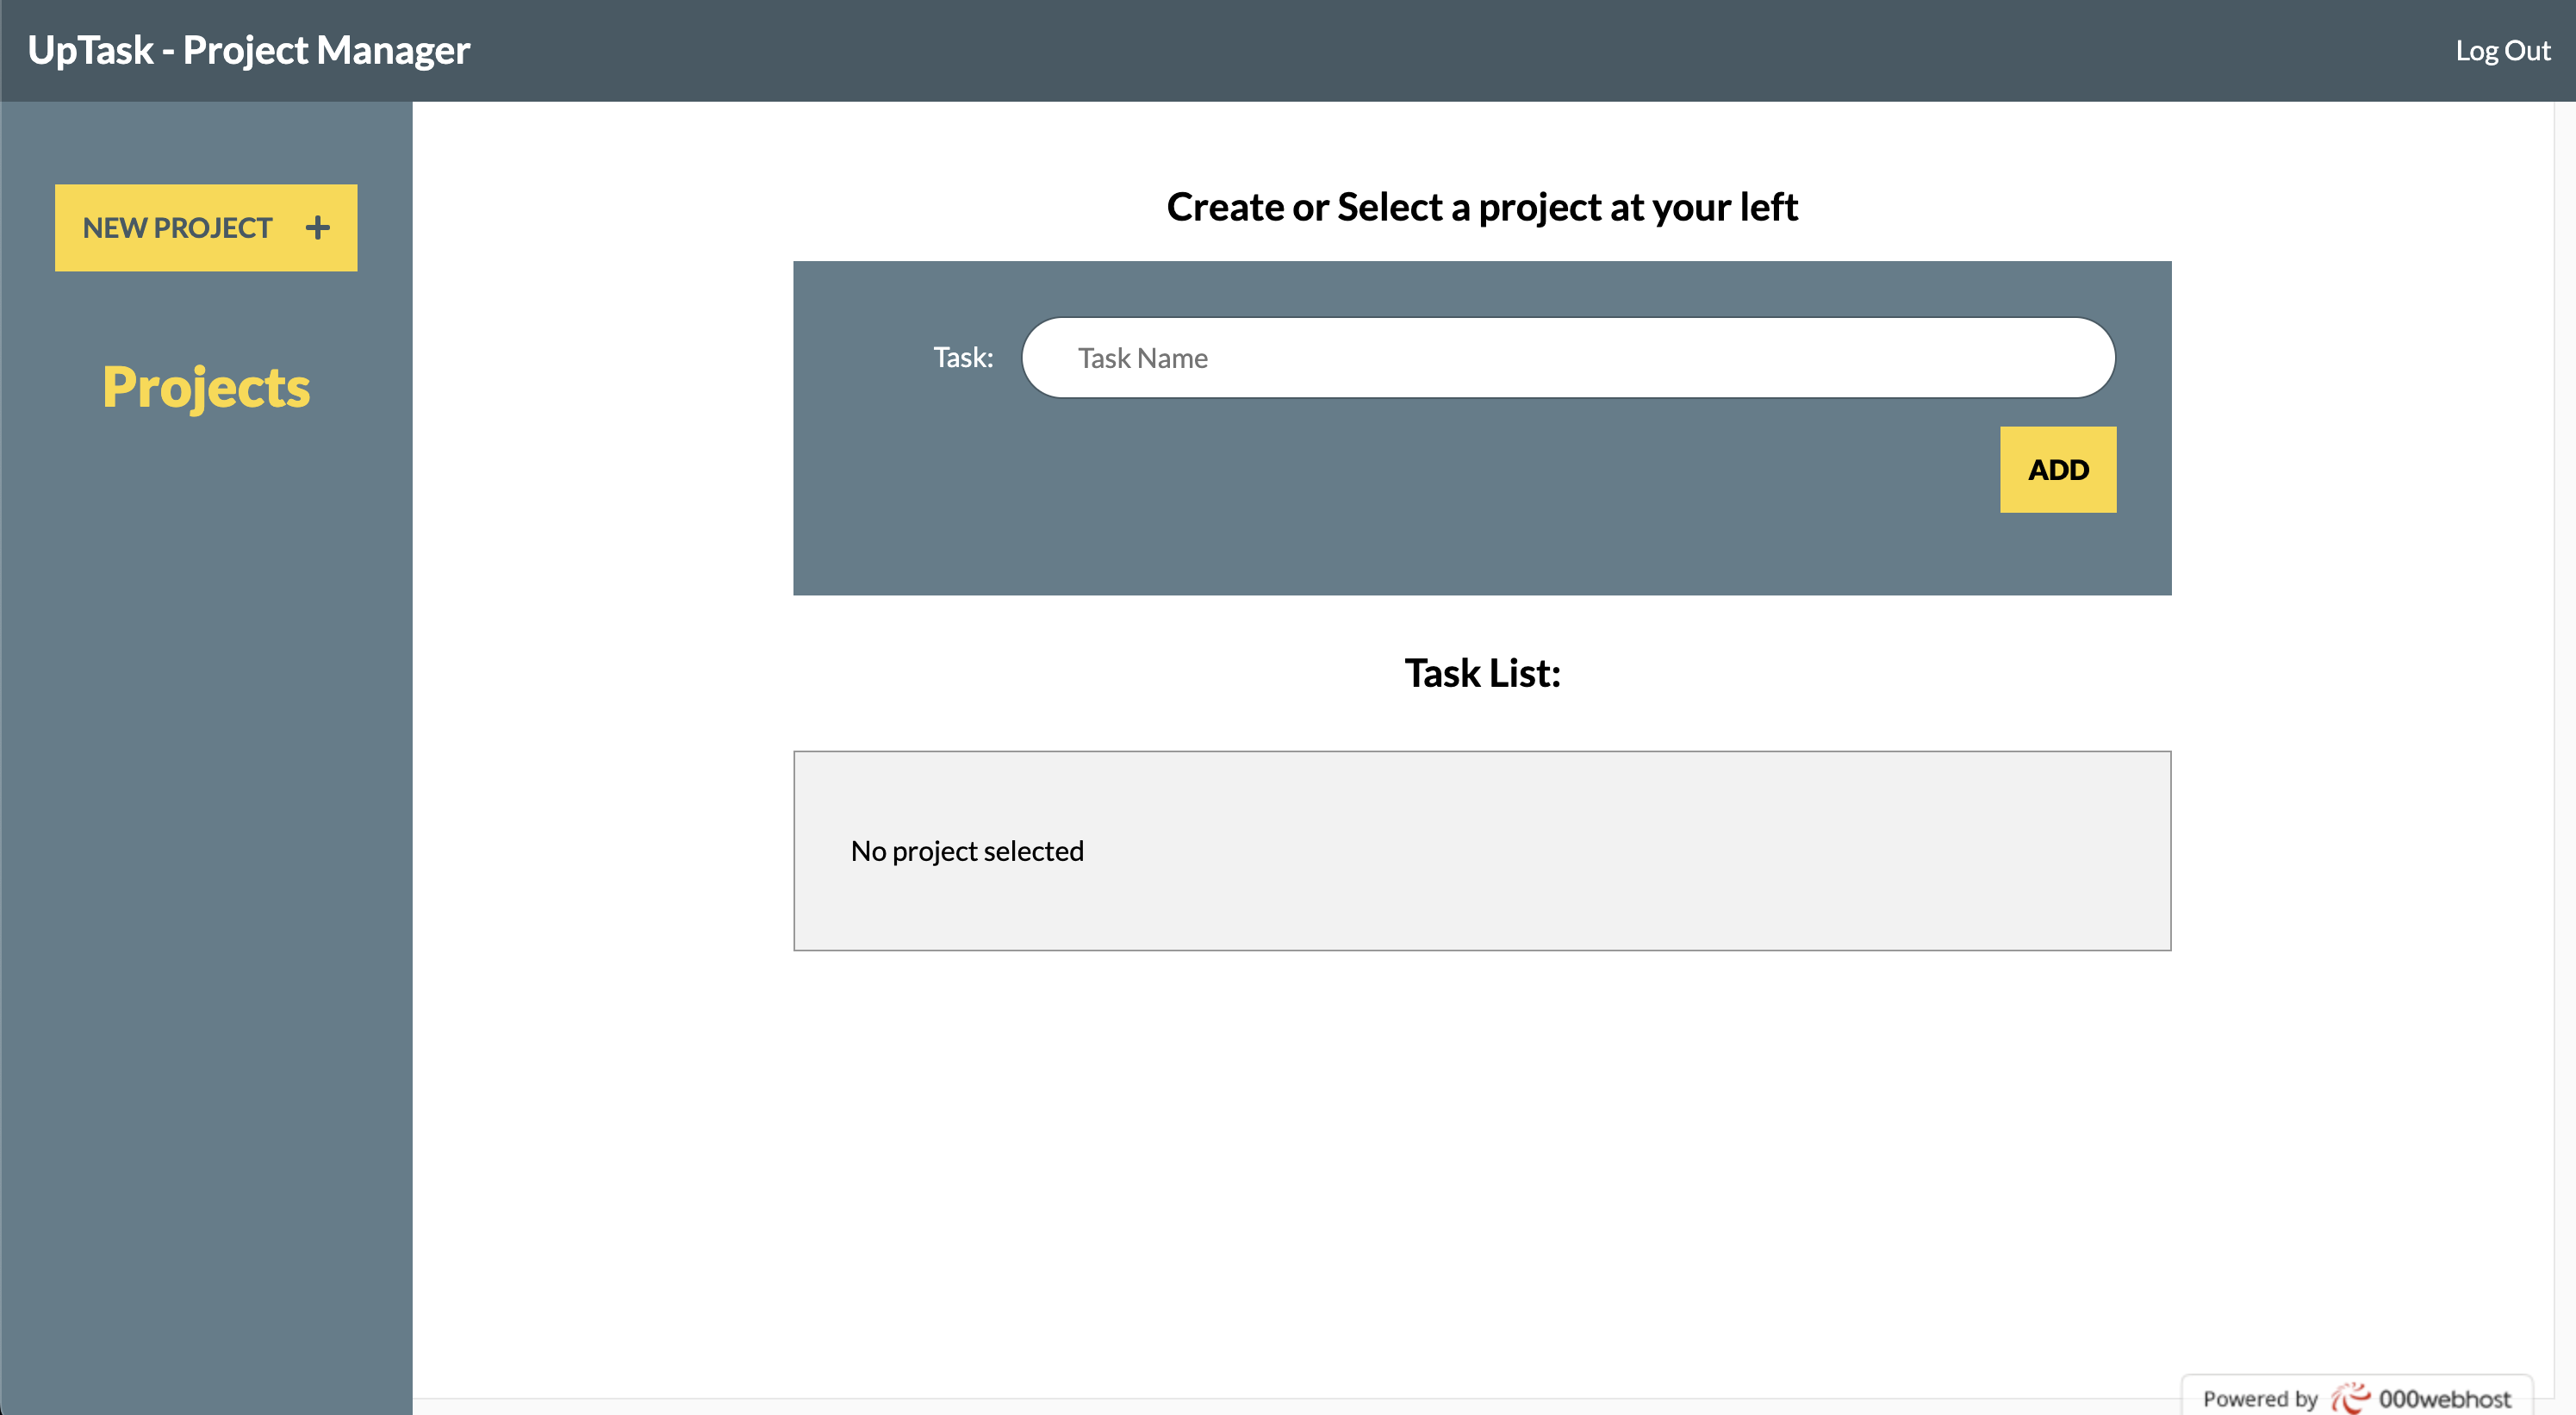 UpTask - Project Manager
Log Out
NEW PROJECT +
Projects
Create or Select a project at your left
Task:
Task Name
ADD
Task List:
No project selected
Powered by 000webhost